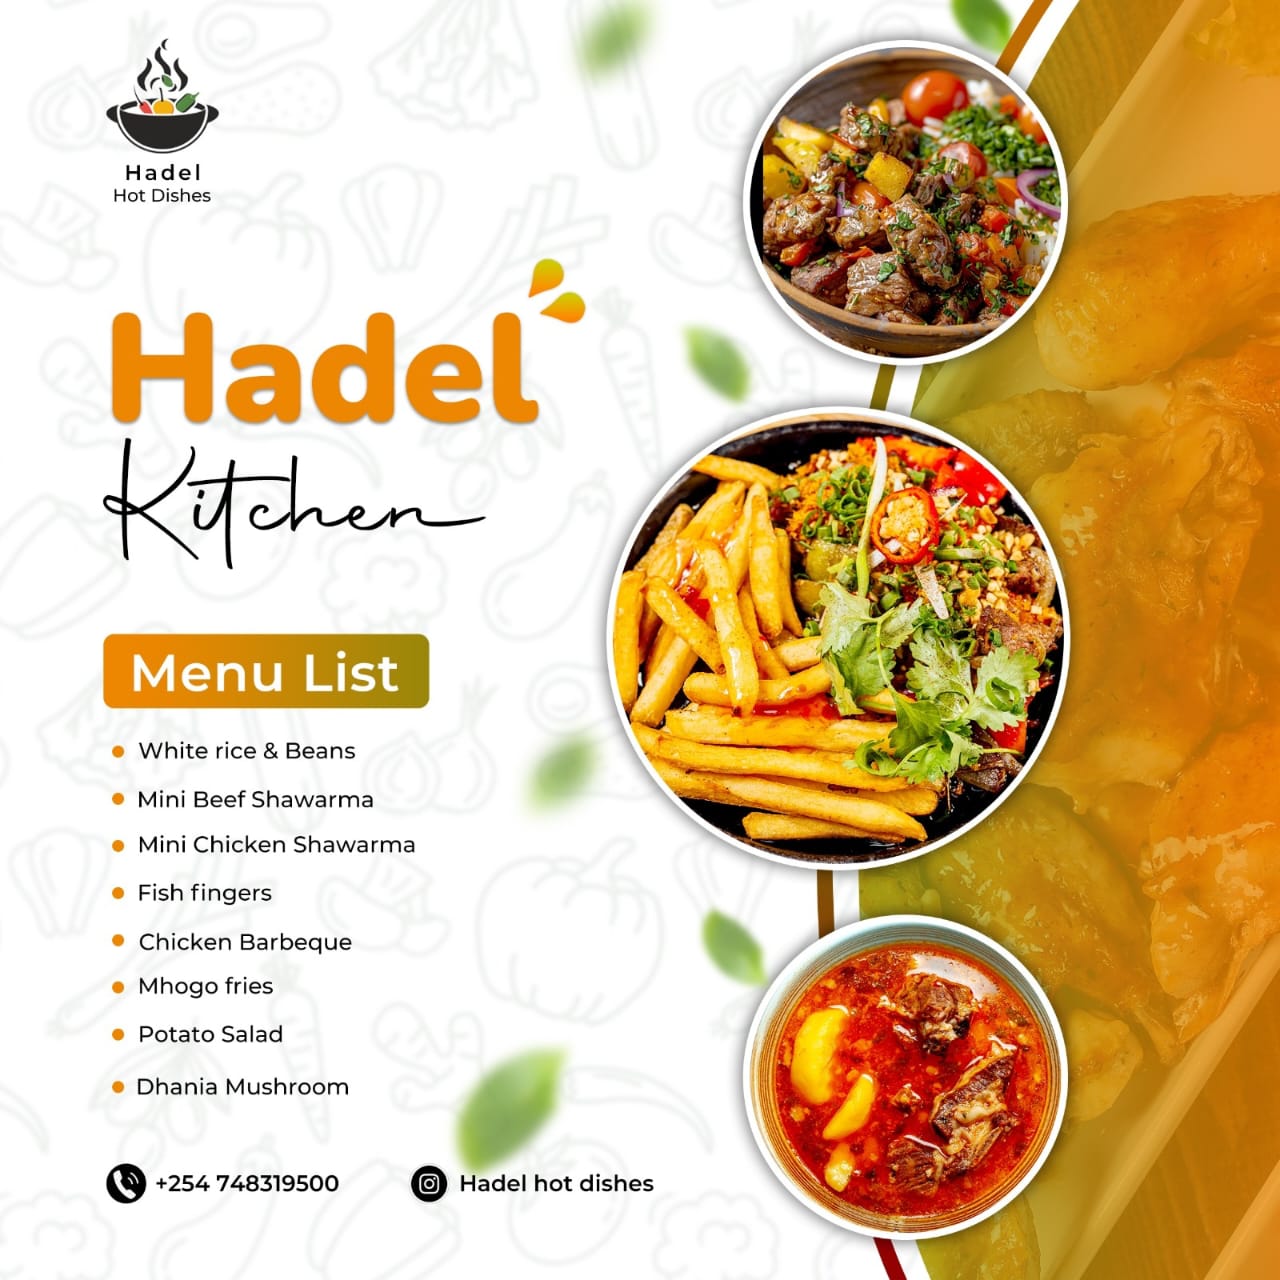 Hadel
Hot Dishes
Hadel
Kitchen
Menu List
White rice & Beans
Mini Beef Shawarma
Mini Chicken Shawarma
Fish fingers
Chicken Barbeque
Mhogo fries
Potato Salad
Dhania Mushroom
+254 748319500
Hadel hot dishes